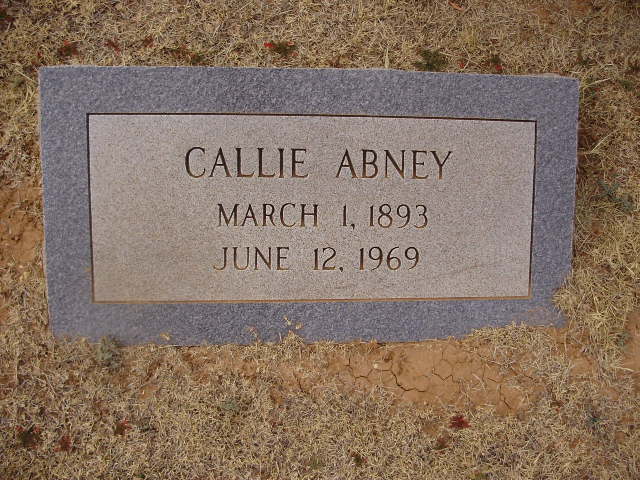 CALLIE ABNEY
MARCH 1, 1893
JUNE 12, 1969